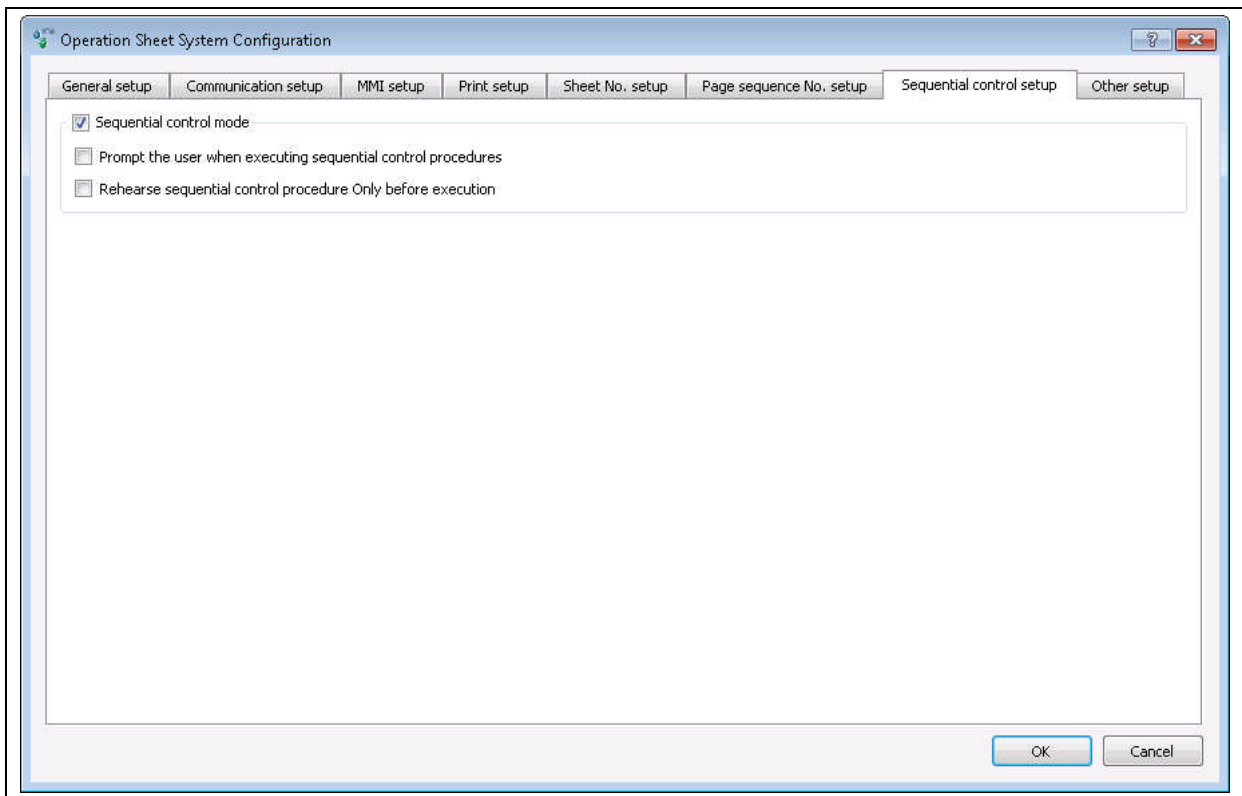 Operation Sheet System Configuration
General setup Communication setup MMI setup Print setup Sheet No. setup Page sequence No. setup Sequential control setup Other setup
Sequential control mode
Prompt the user when executing sequential control procedures
Rehearse sequential control procedure Only before execution
OK Cancel